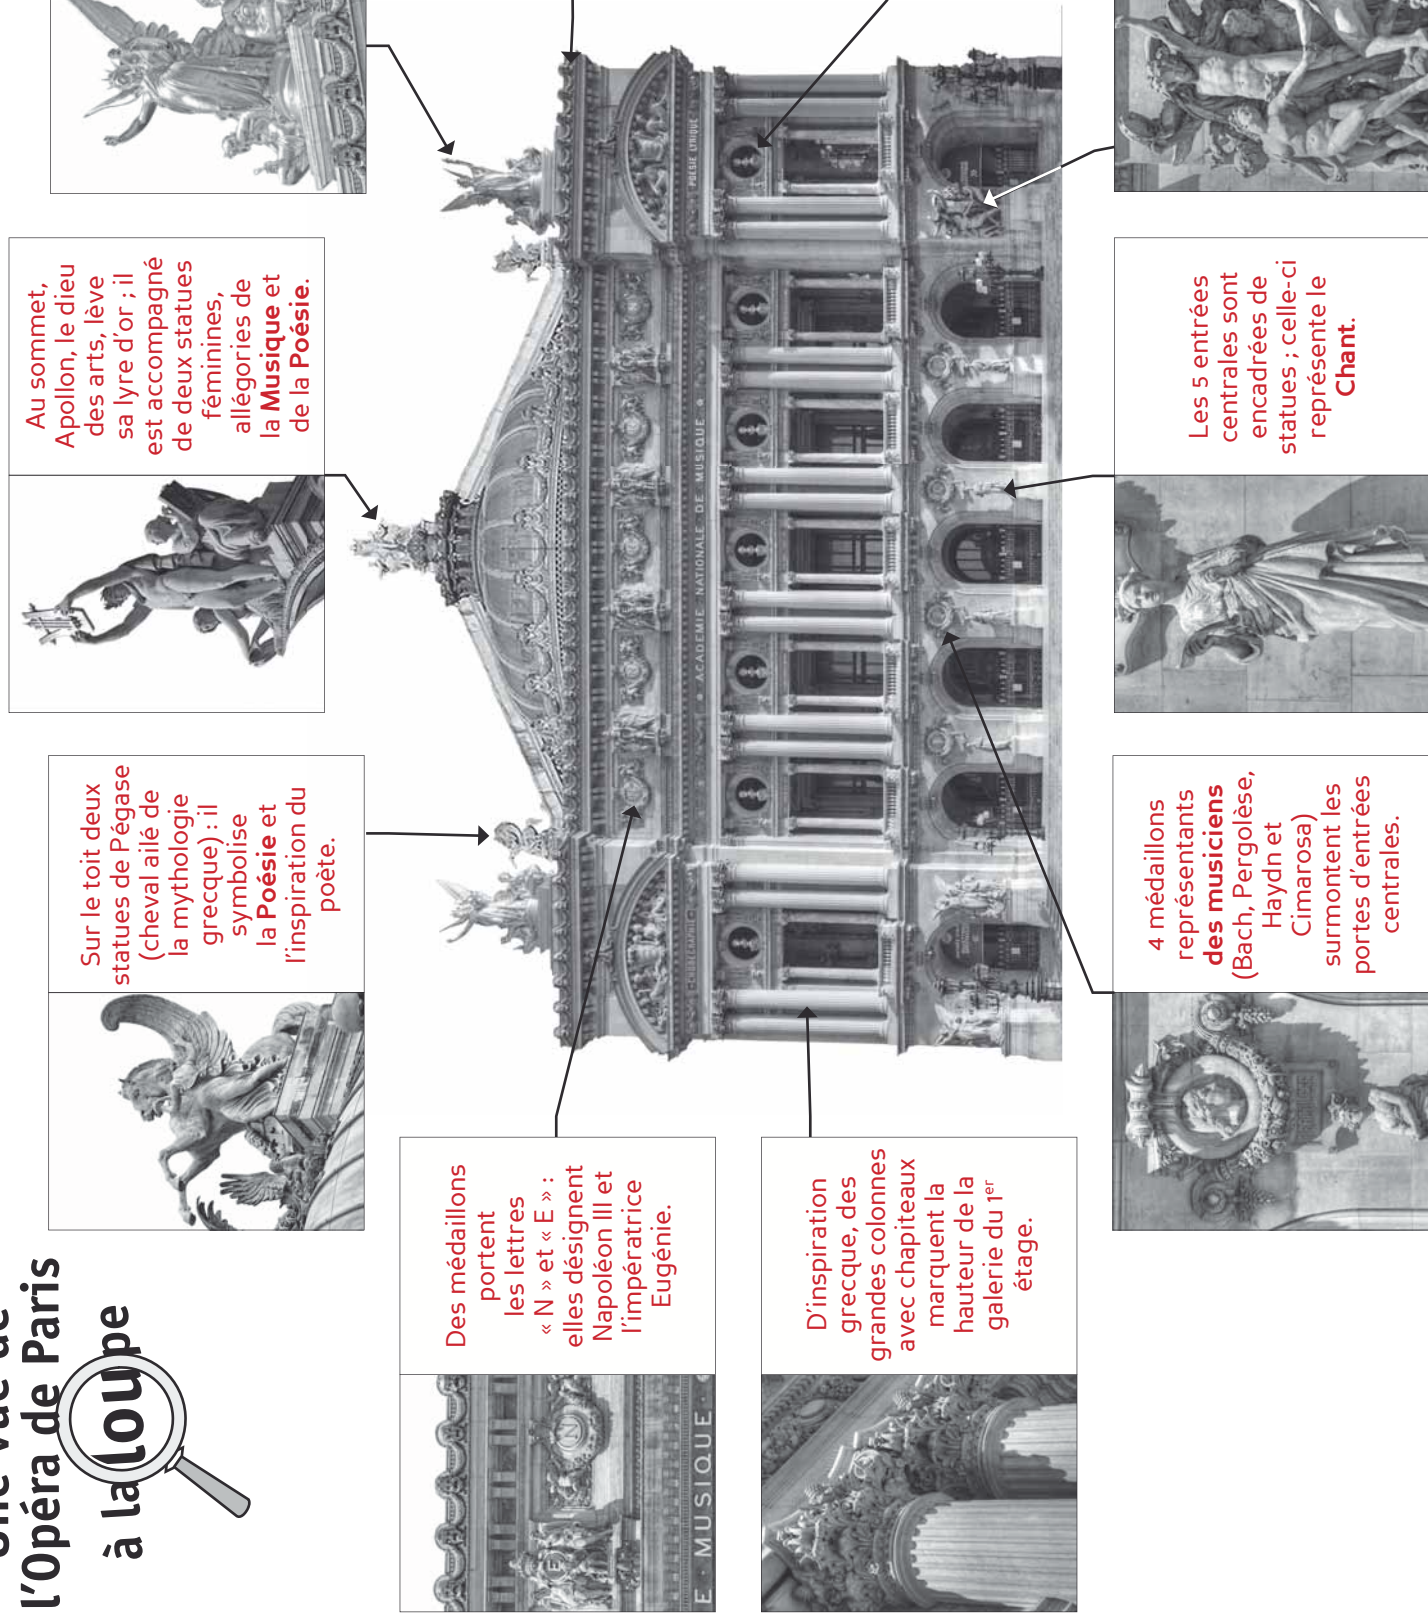 l'Opéra de Paris
à la loupe
Des médaillons
portent
les lettres
« N » et « E » :
elles désignent
Napoléon III et
l'impératrice
Eugénie.
D'inspiration
grecque, des
grandes colonnes
avec chapiteaux
marquent la
hauteur de la
galerie du 1er
étage.
Sur le toit deux
statues de Pégase
(cheval ailé de
la mythologie
grecque) : il
symbolise
la Poésie et
l'inspiration du
poète.
4 médaillons
représentants
des musiciens
(Bach, Pergolèse,
Haydn et
Cimarosa)
surmontent les
portes d'entrées
centrales.
Au sommet,
Apollon, le dieu
des arts, lève
sa lyre d'or ; il
est accompagné
de deux statues
féminines,
allégories de
la Musique et
de la Poésie.
Les 5 entrées
centrales sont
encadrées de
statues ; celle-ci
représente le
Chant.
ACADEMIE NATIONALE DE MUSIQUE
POESIE LYRIQUE
N
E
E · MUSIQUE ·